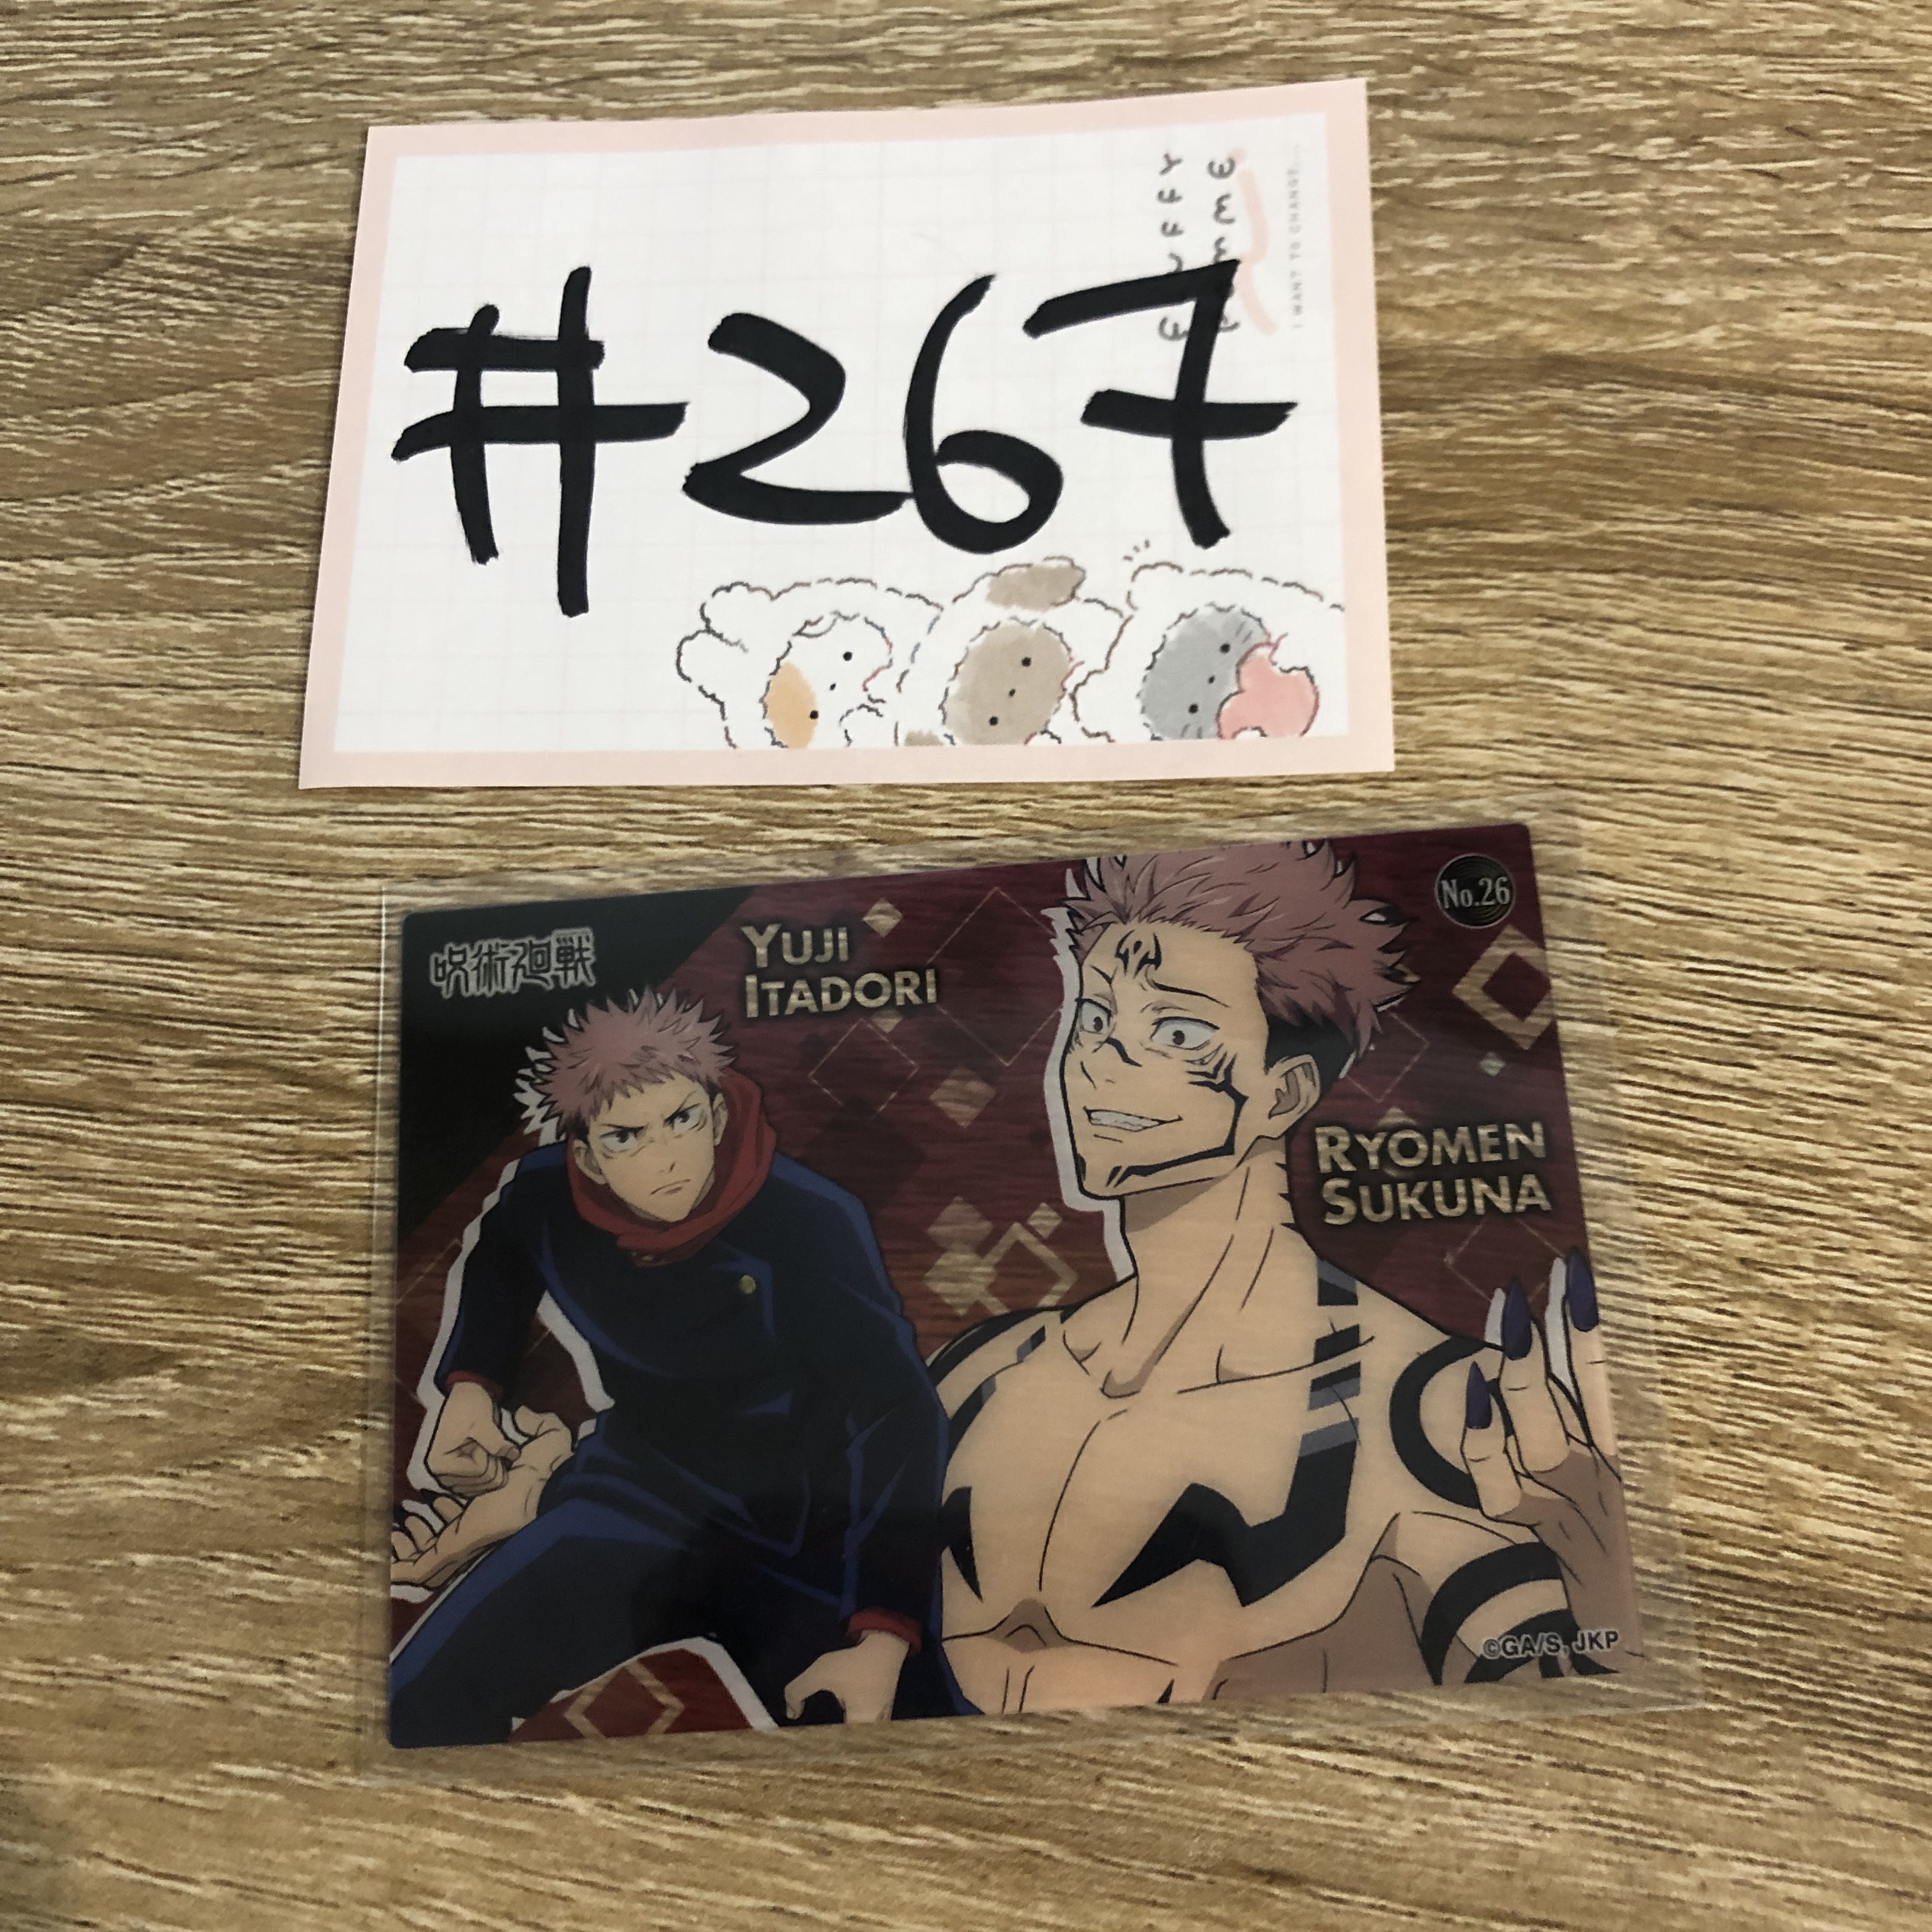 I WANT TO CHANGE...
#267
呪術廻戦
YUJI
ITADORI
No.26
RYOMEN
SUKUNA
©GA/S, JKP